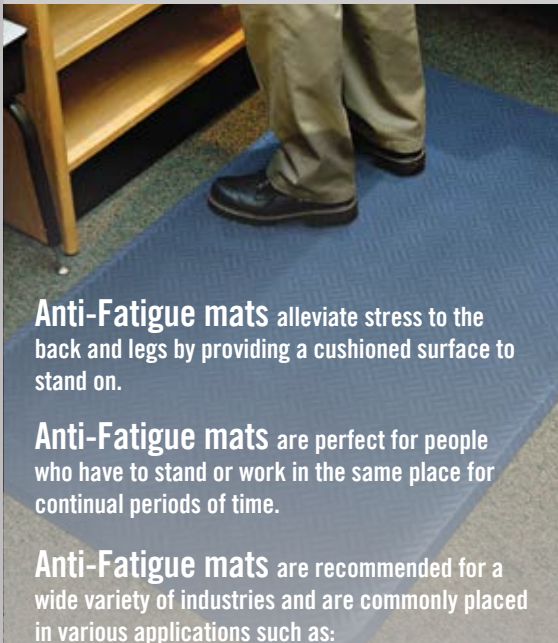 Anti-Fatigue mats alleviate stress to the
back and legs by providing a cushioned surface to
stand on.
Anti-Fatigue mats are perfect for people
who have to stand or work in the same place for
continual periods of time.
Anti-Fatigue mats are recommended for a
wide variety of industries and are commonly placed
in various applications such as: